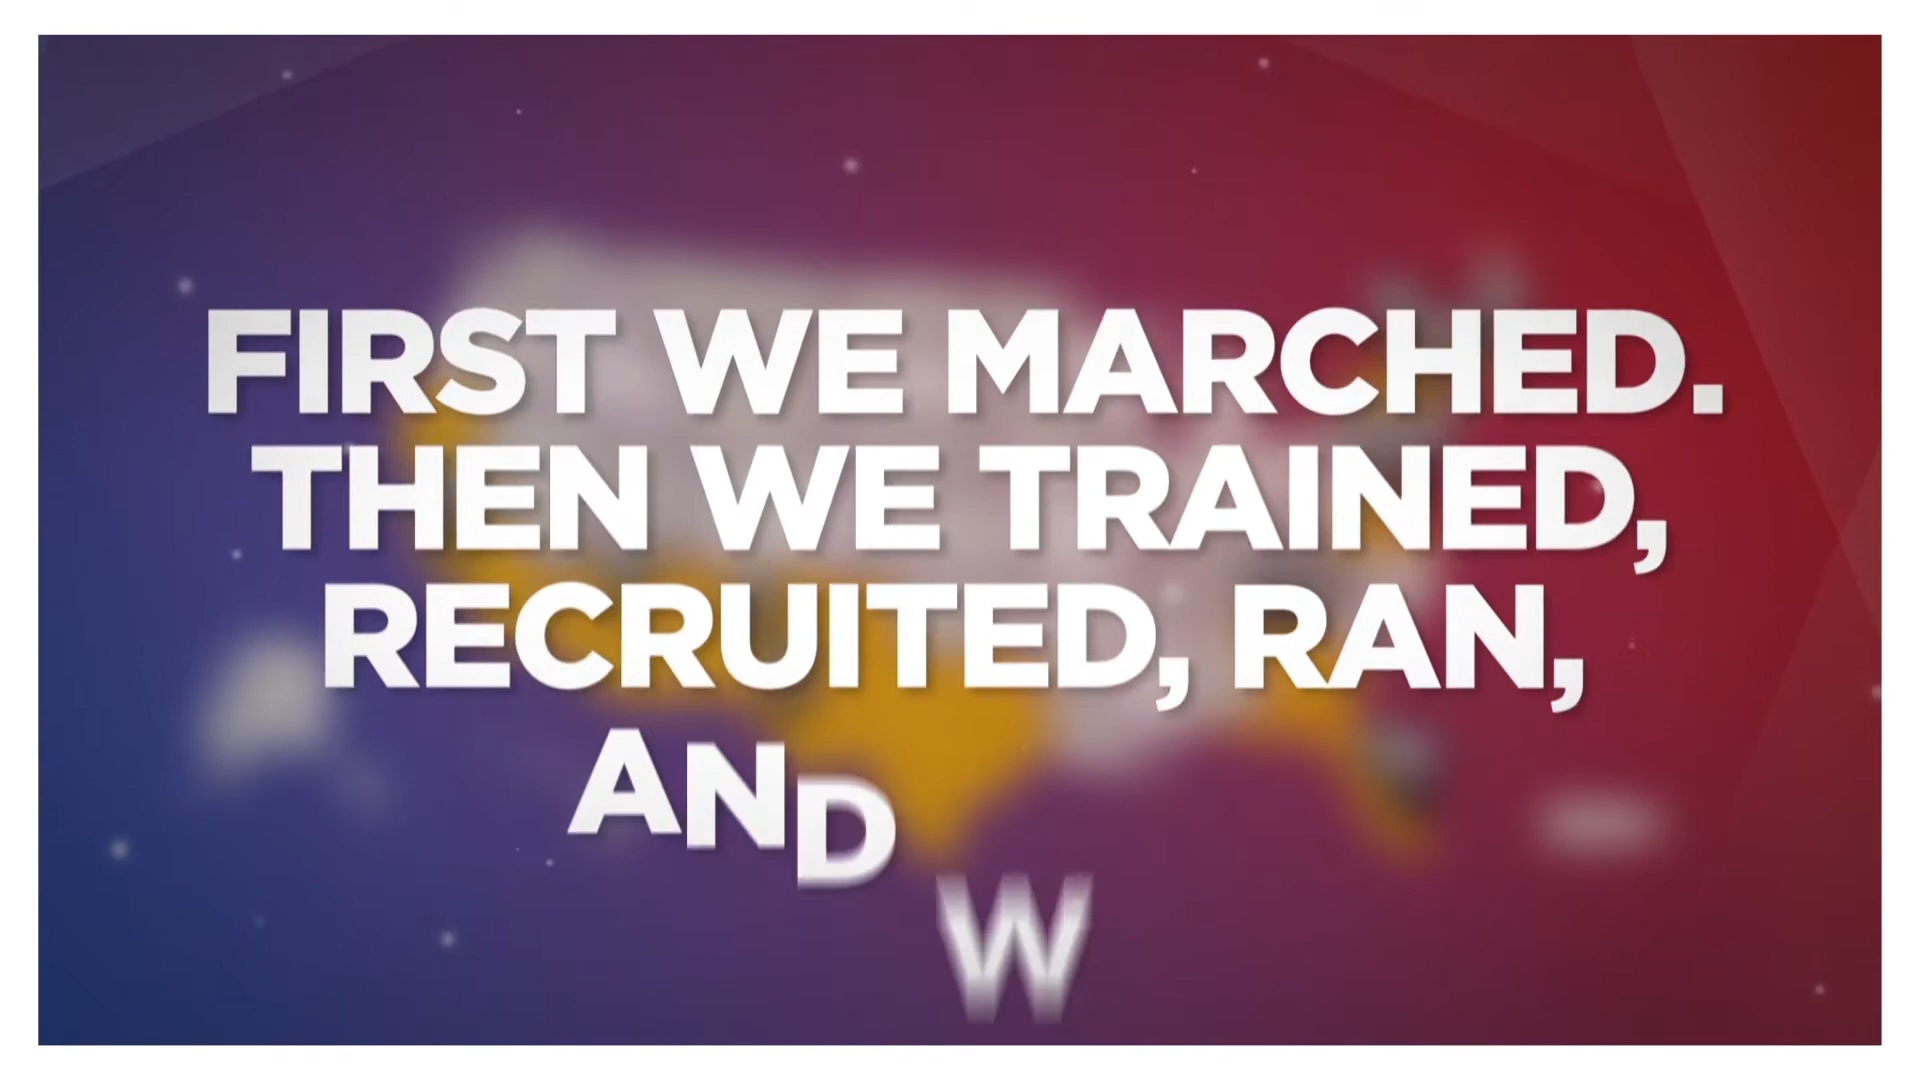 FIRST WE MARCHED.
THEN WE TRAINED,
RECRUITED, RAN,
AND W